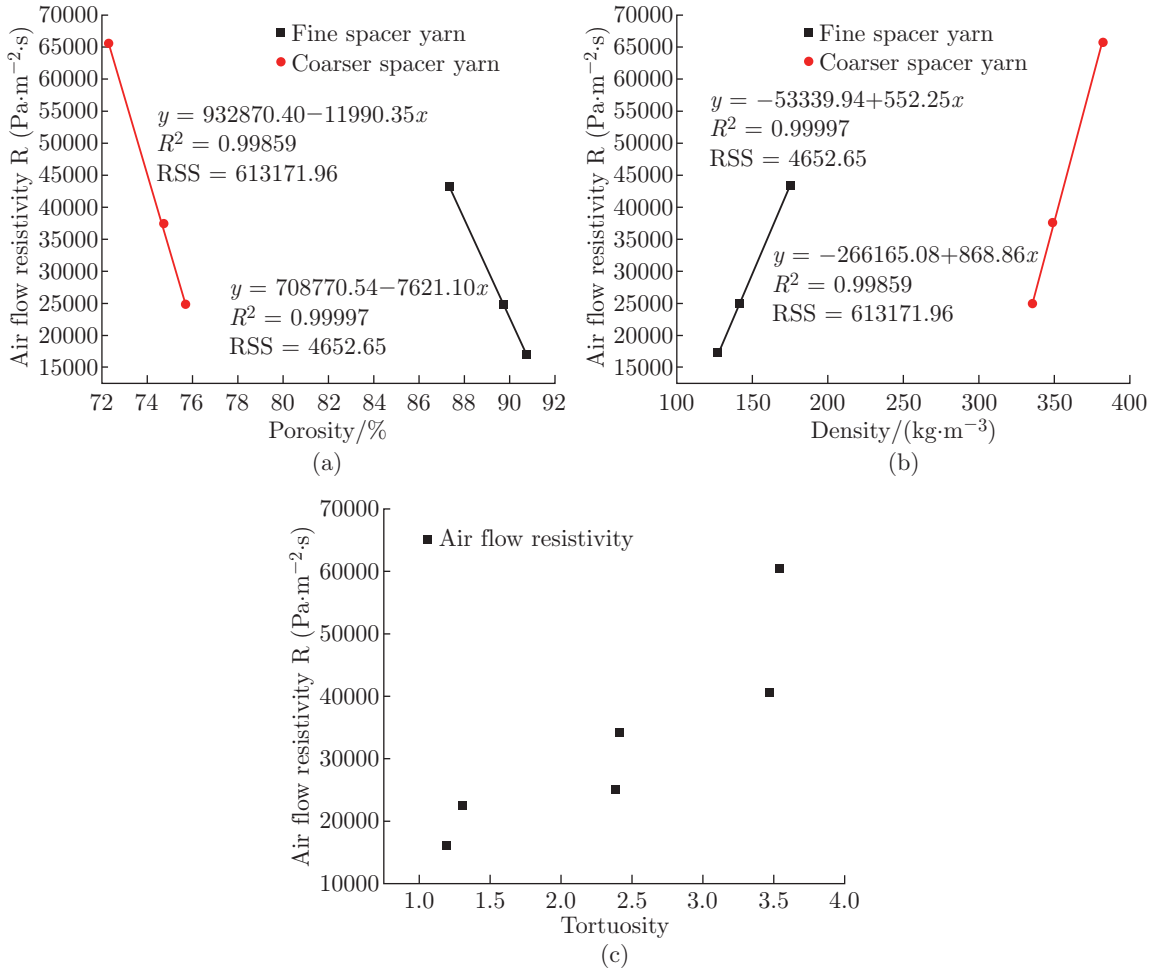 Air flow resistivity R (Pa·m⁻²·s)
70000
65000
60000
55000
50000
45000
40000
35000
30000
25000
20000
15000
Fine spacer yarn
Coarser spacer yarn
y = 932870.40−11990.35x
R² = 0.99859
RSS = 613171.96
y = 708770.54−7621.10x
R² = 0.99997
RSS = 4652.65
72 74 76 78 80 82 84 86 88 90 92
Porosity/%
(a)
Air flow resistivity R (Pa·m⁻²·s)
70000
65000
60000
55000
50000
45000
40000
35000
30000
25000
20000
15000
Fine spacer yarn
Coarser spacer yarn
y = −53339.94+552.25x
R² = 0.99997
RSS = 4652.65
y = −266165.08+868.86x
R² = 0.99859
RSS = 613171.96
100 150 200 250 300 350 400
Density/(kg·m⁻³)
(b)
Air flow resistivity R (Pa·m⁻²·s)
70000
60000
50000
40000
30000
20000
10000
Air flow resistivity
1.0 1.5 2.0 2.5 3.0 3.5 4.0
Tortuosity
(c)